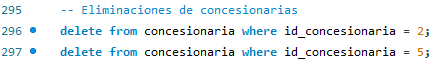 295 -- Eliminaciones de concesionarias
296 delete from concesionaria where id_concesionaria = 2;
297 delete from concesionaria where id_concesionaria = 5;